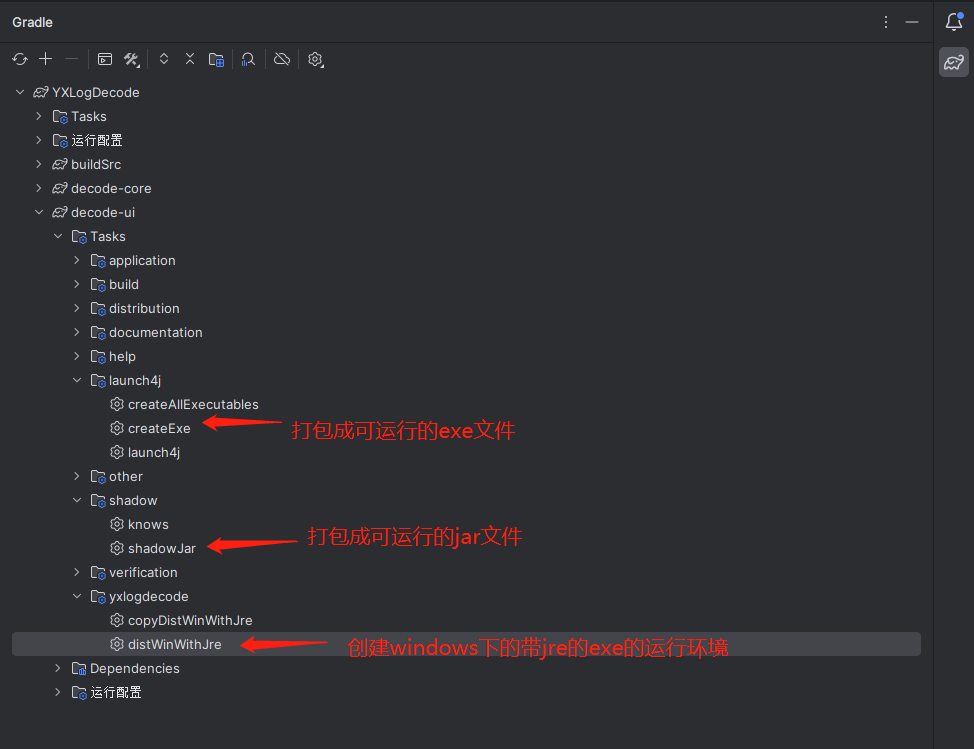 Gradle
YXLogDecode
Tasks
运行配置
buildSrc
decode-core
decode-ui
Tasks
application
build
distribution
documentation
help
launch4j
createAllExecutables
createExe
打包成可运行的exe文件
launch4j
other
shadow
knows
shadowJar
打包成可运行的jar文件
verification
yxlogdecode
copyDistWinWithJre
distWinWithJre
创建windows下的带jre的exe的运行环境
Dependencies
运行配置